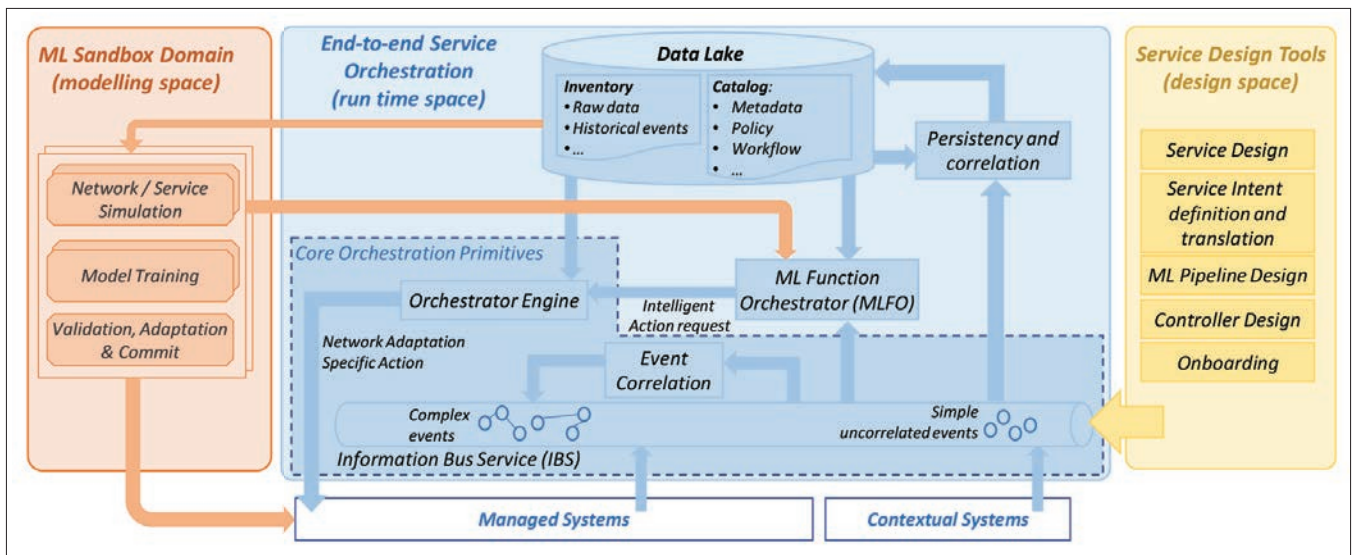 ML Sandbox Domain
(modelling space)
Network / Service
Simulation
Model Training
Validation, Adaptation
& Commit
End-to-end Service
Orchestration
(run time space)
Data Lake
Inventory
• Raw data
• Historical events
• ...
Catalog:
• Metadata
• Policy
• Workflow
• ...
Persistency and
correlation
Core Orchestration Primitives
Orchestrator Engine
Intelligent
Action request
ML Function
Orchestrator (MLFO)
Network Adaptation
Specific Action
Event
Correlation
Complex
events
Simple
uncorrelated events
Information Bus Service (IBS)
Managed Systems
Contextual Systems
Service Design Tools
(design space)
Service Design
Service Intent
definition and
translation
ML Pipeline Design
Controller Design
Onboarding